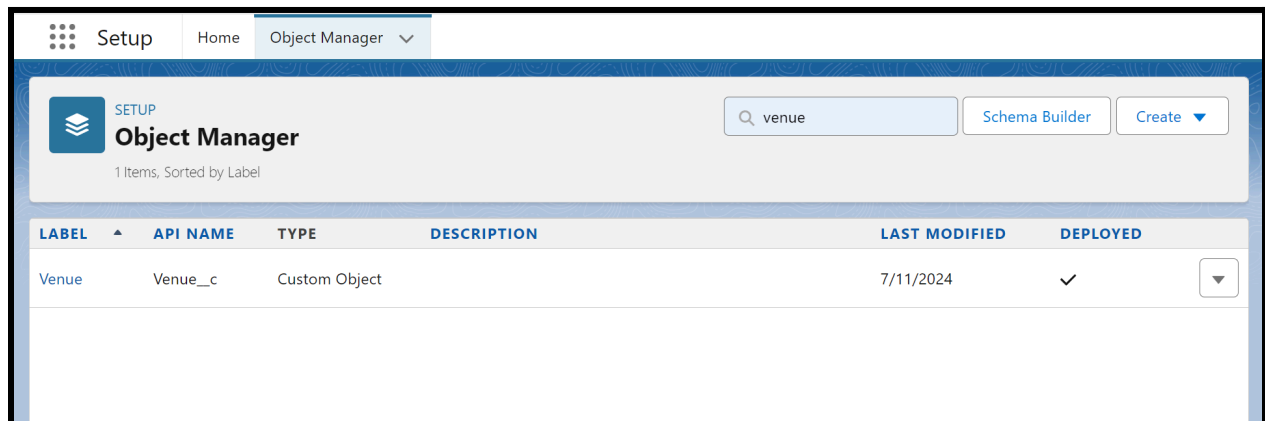 Setup Home Object Manager
SETUP
Object Manager
1 Items, Sorted by Label
venue Schema Builder Create
LABEL API NAME TYPE DESCRIPTION LAST MODIFIED DEPLOYED
Venue Venue__c Custom Object 7/11/2024